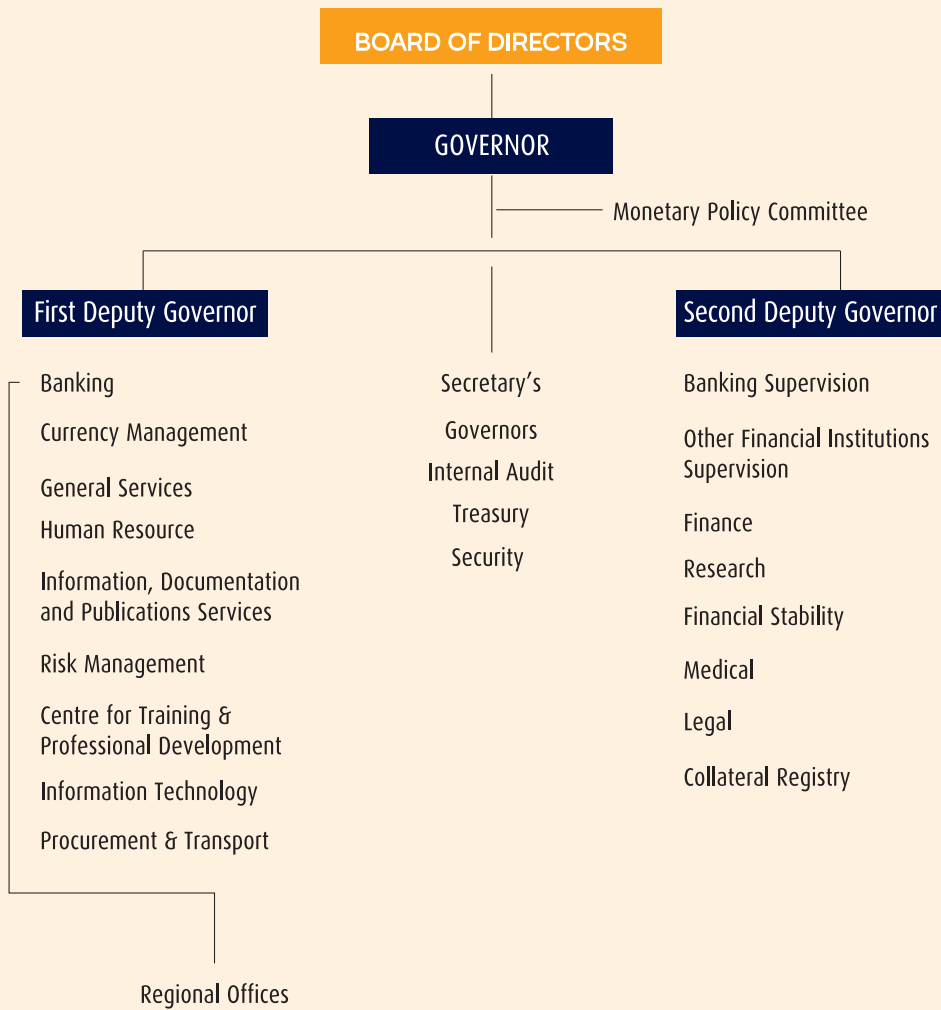 BOARD OF DIRECTORS
GOVERNOR
Monetary Policy Committee
First Deputy Governor
Banking
Currency Management
General Services
Human Resource
Information, Documentation
and Publications Services
Risk Management
Centre for Training &
Professional Development
Information Technology
Procurement & Transport
Regional Offices
Secretary’s
Governors
Internal Audit
Treasury
Security
Second Deputy Governor
Banking Supervision
Other Financial Institutions
Supervision
Finance
Research
Financial Stability
Medical
Legal
Collateral Registry